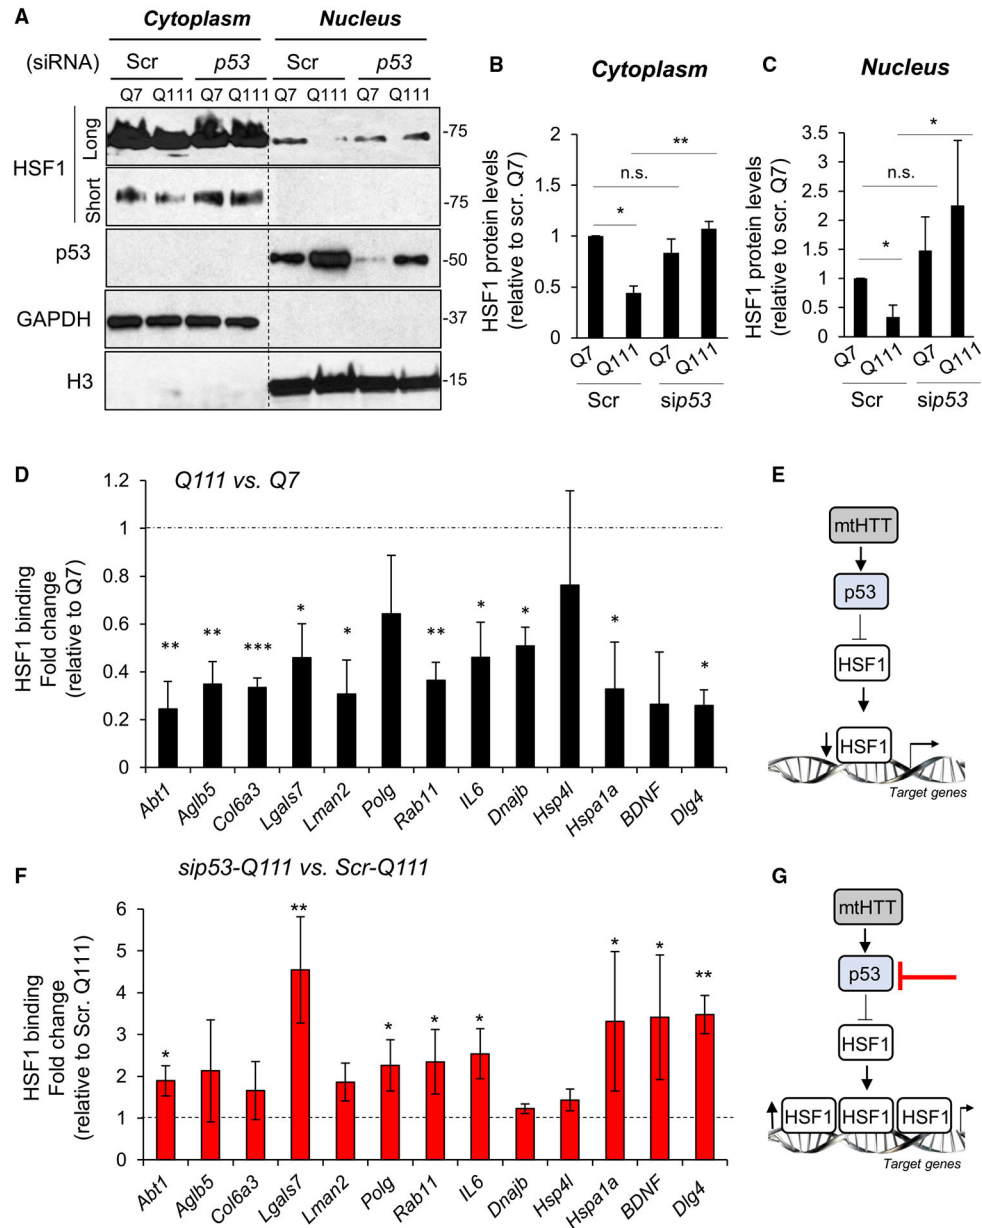 A
Cytoplasm Nucleus
(siRNA) Scr p53 Scr p53
Q7 Q111 Q7 Q111 Q7 Q111 Q7 Q111
HSF1
Long
-75
Short
-75
p53
-50
GAPDH
-37
H3
-15
B
Cytoplasm
HSF1 protein levels
(relative to scr. Q7)
2
1.5
1
0.5
0
**
n.s.
*
Q7 Q111 Q7 Q111
Scr sip53
C
Nucleus
HSF1 protein levels
(relative to scr. Q7)
3.5
3
2.5
2
1.5
1
0.5
0
*
n.s.
*
Q7 Q111 Q7 Q111
Scr sip53
D
Q111 vs. Q7
HSF1 binding
Fold change
(relative to Q7)
1.2
1
0.8
0.6
0.4
0.2
0
** ** *** * * ** * * * *
Abt1 Aglb5 Col6a3 Lgals7 Lman2 Polg Rab11 IL6 Dnajb Hsp4l Hspa1a BDNF Dlg4
E
mtHTT
p53
HSF1
HSF1
Target genes
F
sip53-Q111 vs. Scr-Q111
HSF1 binding
Fold change
(relative to Scr. Q111)
6
5
4
3
2
1
0
* ** * * * * * **
Abt1 Aglb5 Col6a3 Lgals7 Lman2 Polg Rab11 IL6 Dnajb Hsp4l Hspa1a BDNF Dlg4
G
mtHTT
p53
HSF1
HSF1 HSF1 HSF1
Target genes